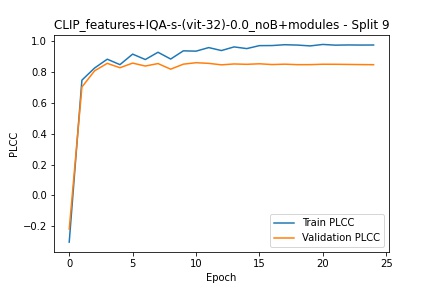 CLIP_features+IQA-s-(vit-32)-0.0_noB+modules - Split 9
1.0
0.8
0.6
0.4
0.2
0.0
−0.2
PLCC
0 5 10 15 20 25
Epoch
Train PLCC
Validation PLCC